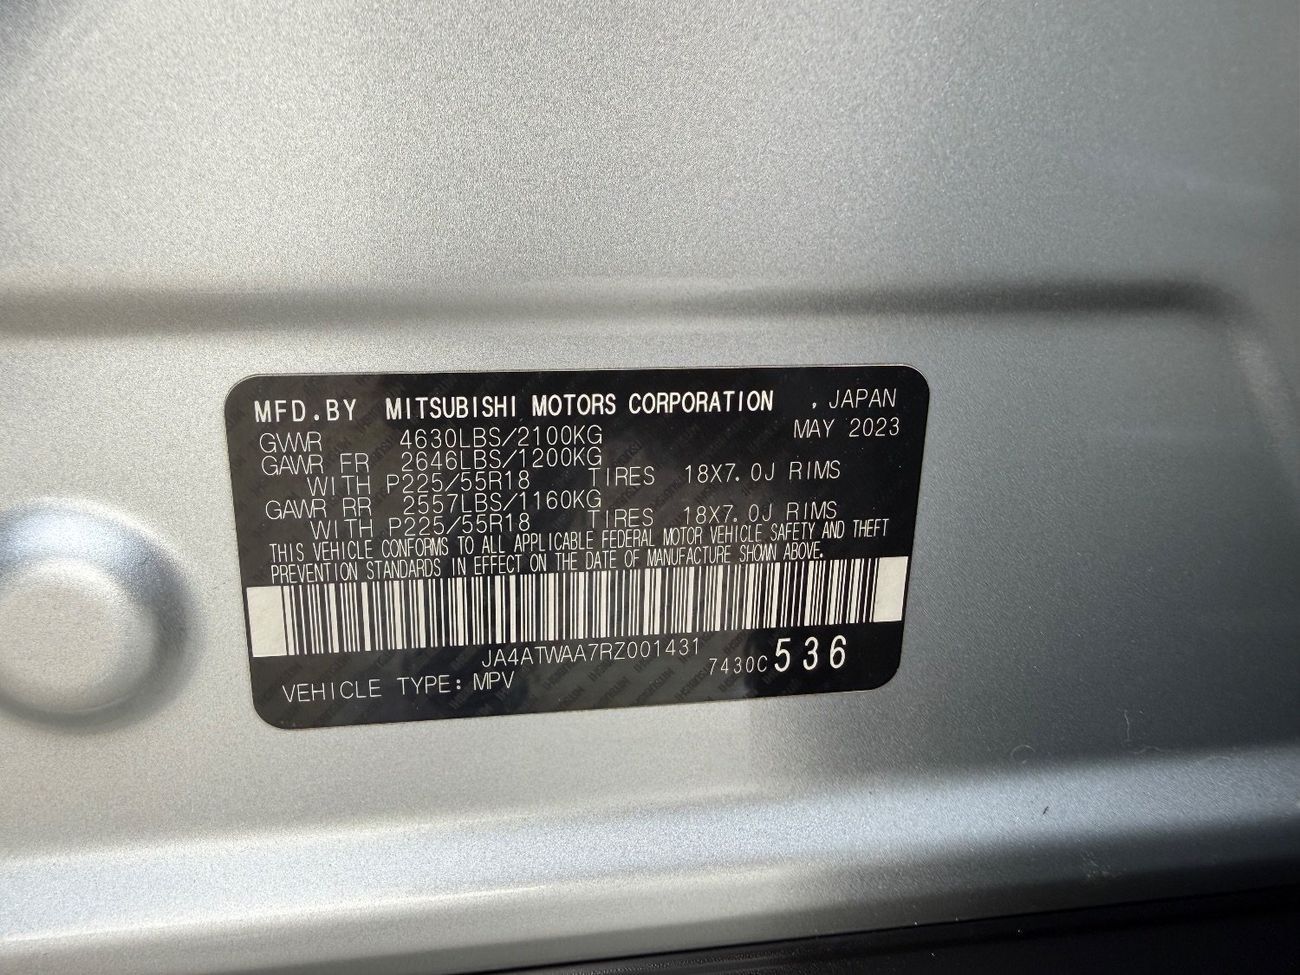 MFD.BY MITSUBISHI MOTORS CORPORATION , JAPAN
MAY 2023
GVWR 4630LBS/2100KG
GAWR FR 2646LBS/1200KG
WITH P225/55R18 TIRES 18X7.0J RIMS
GAWR RR 2557LBS/1160KG
WITH P225/55R18 TIRES 18X7.0J RIMS
THIS VEHICLE CONFORMS TO ALL APPLICABLE FEDERAL MOTOR VEHICLE SAFETY AND THEFT
PREVENTION STANDARDS IN EFFECT ON THE DATE OF MANUFACTURE SHOWN ABOVE.
JA4ATWAA7RZ001431
7430C 536
VEHICLE TYPE: MPV